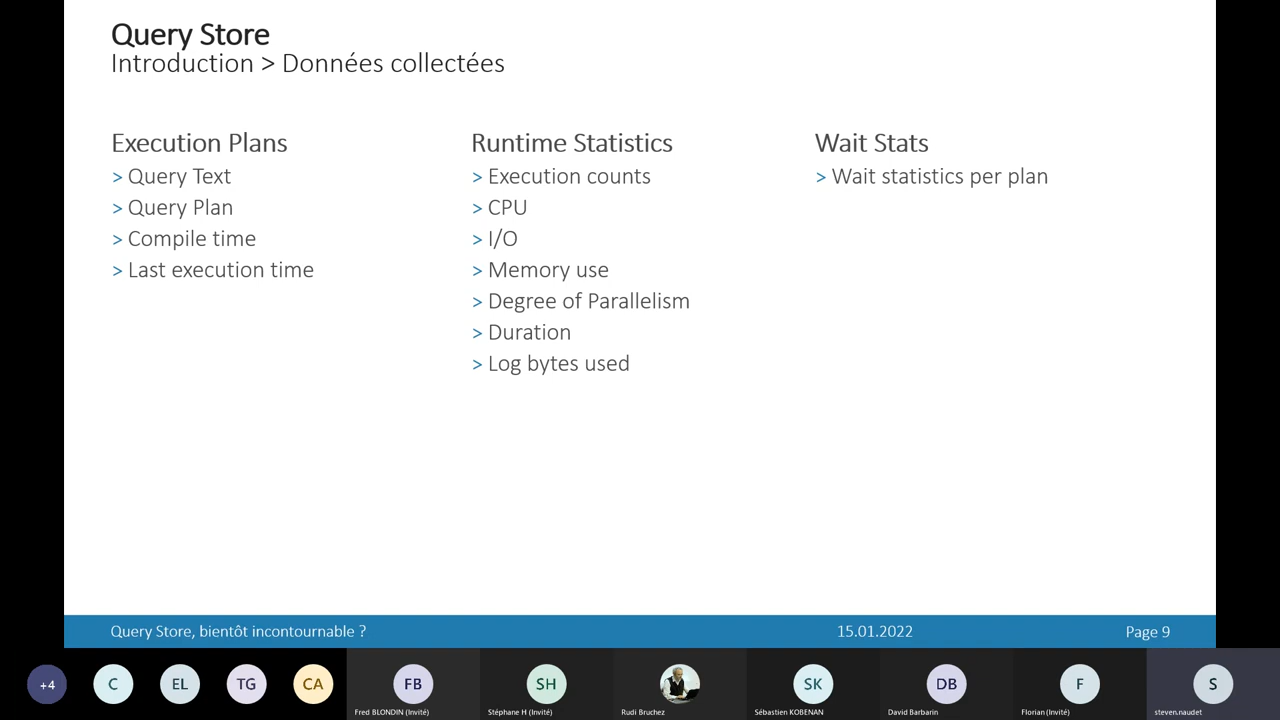 Query Store
Introduction > Données collectées
Execution Plans
> Query Text
> Query Plan
> Compile time
> Last execution time
Runtime Statistics
> Execution counts
> CPU
> I/O
> Memory use
> Degree of Parallelism
> Duration
> Log bytes used
Wait Stats
> Wait statistics per plan
Query Store, bientôt incontournable ?
15.01.2022
Page 9
+4
C
EL
TG
CA
FB
Fred BLONDIN (Invité)
SH
Stéphane H (Invité)
Rudi Bruchez
SK
Sébastien KOBENAN
DB
David Barbarin
F
Florian (Invité)
S
steven.naudet